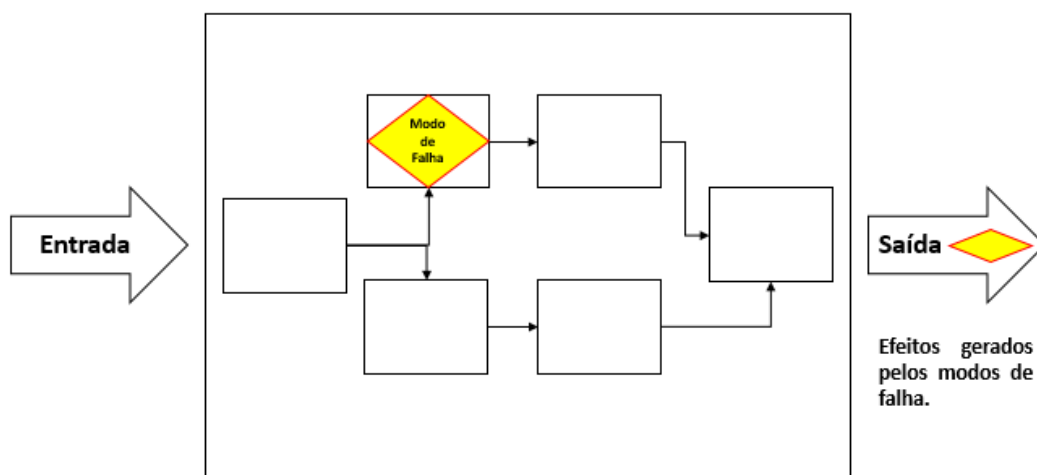 Modo
de
Falha
Entrada
Saída
Efeitos gerados
pelos modos de
falha.